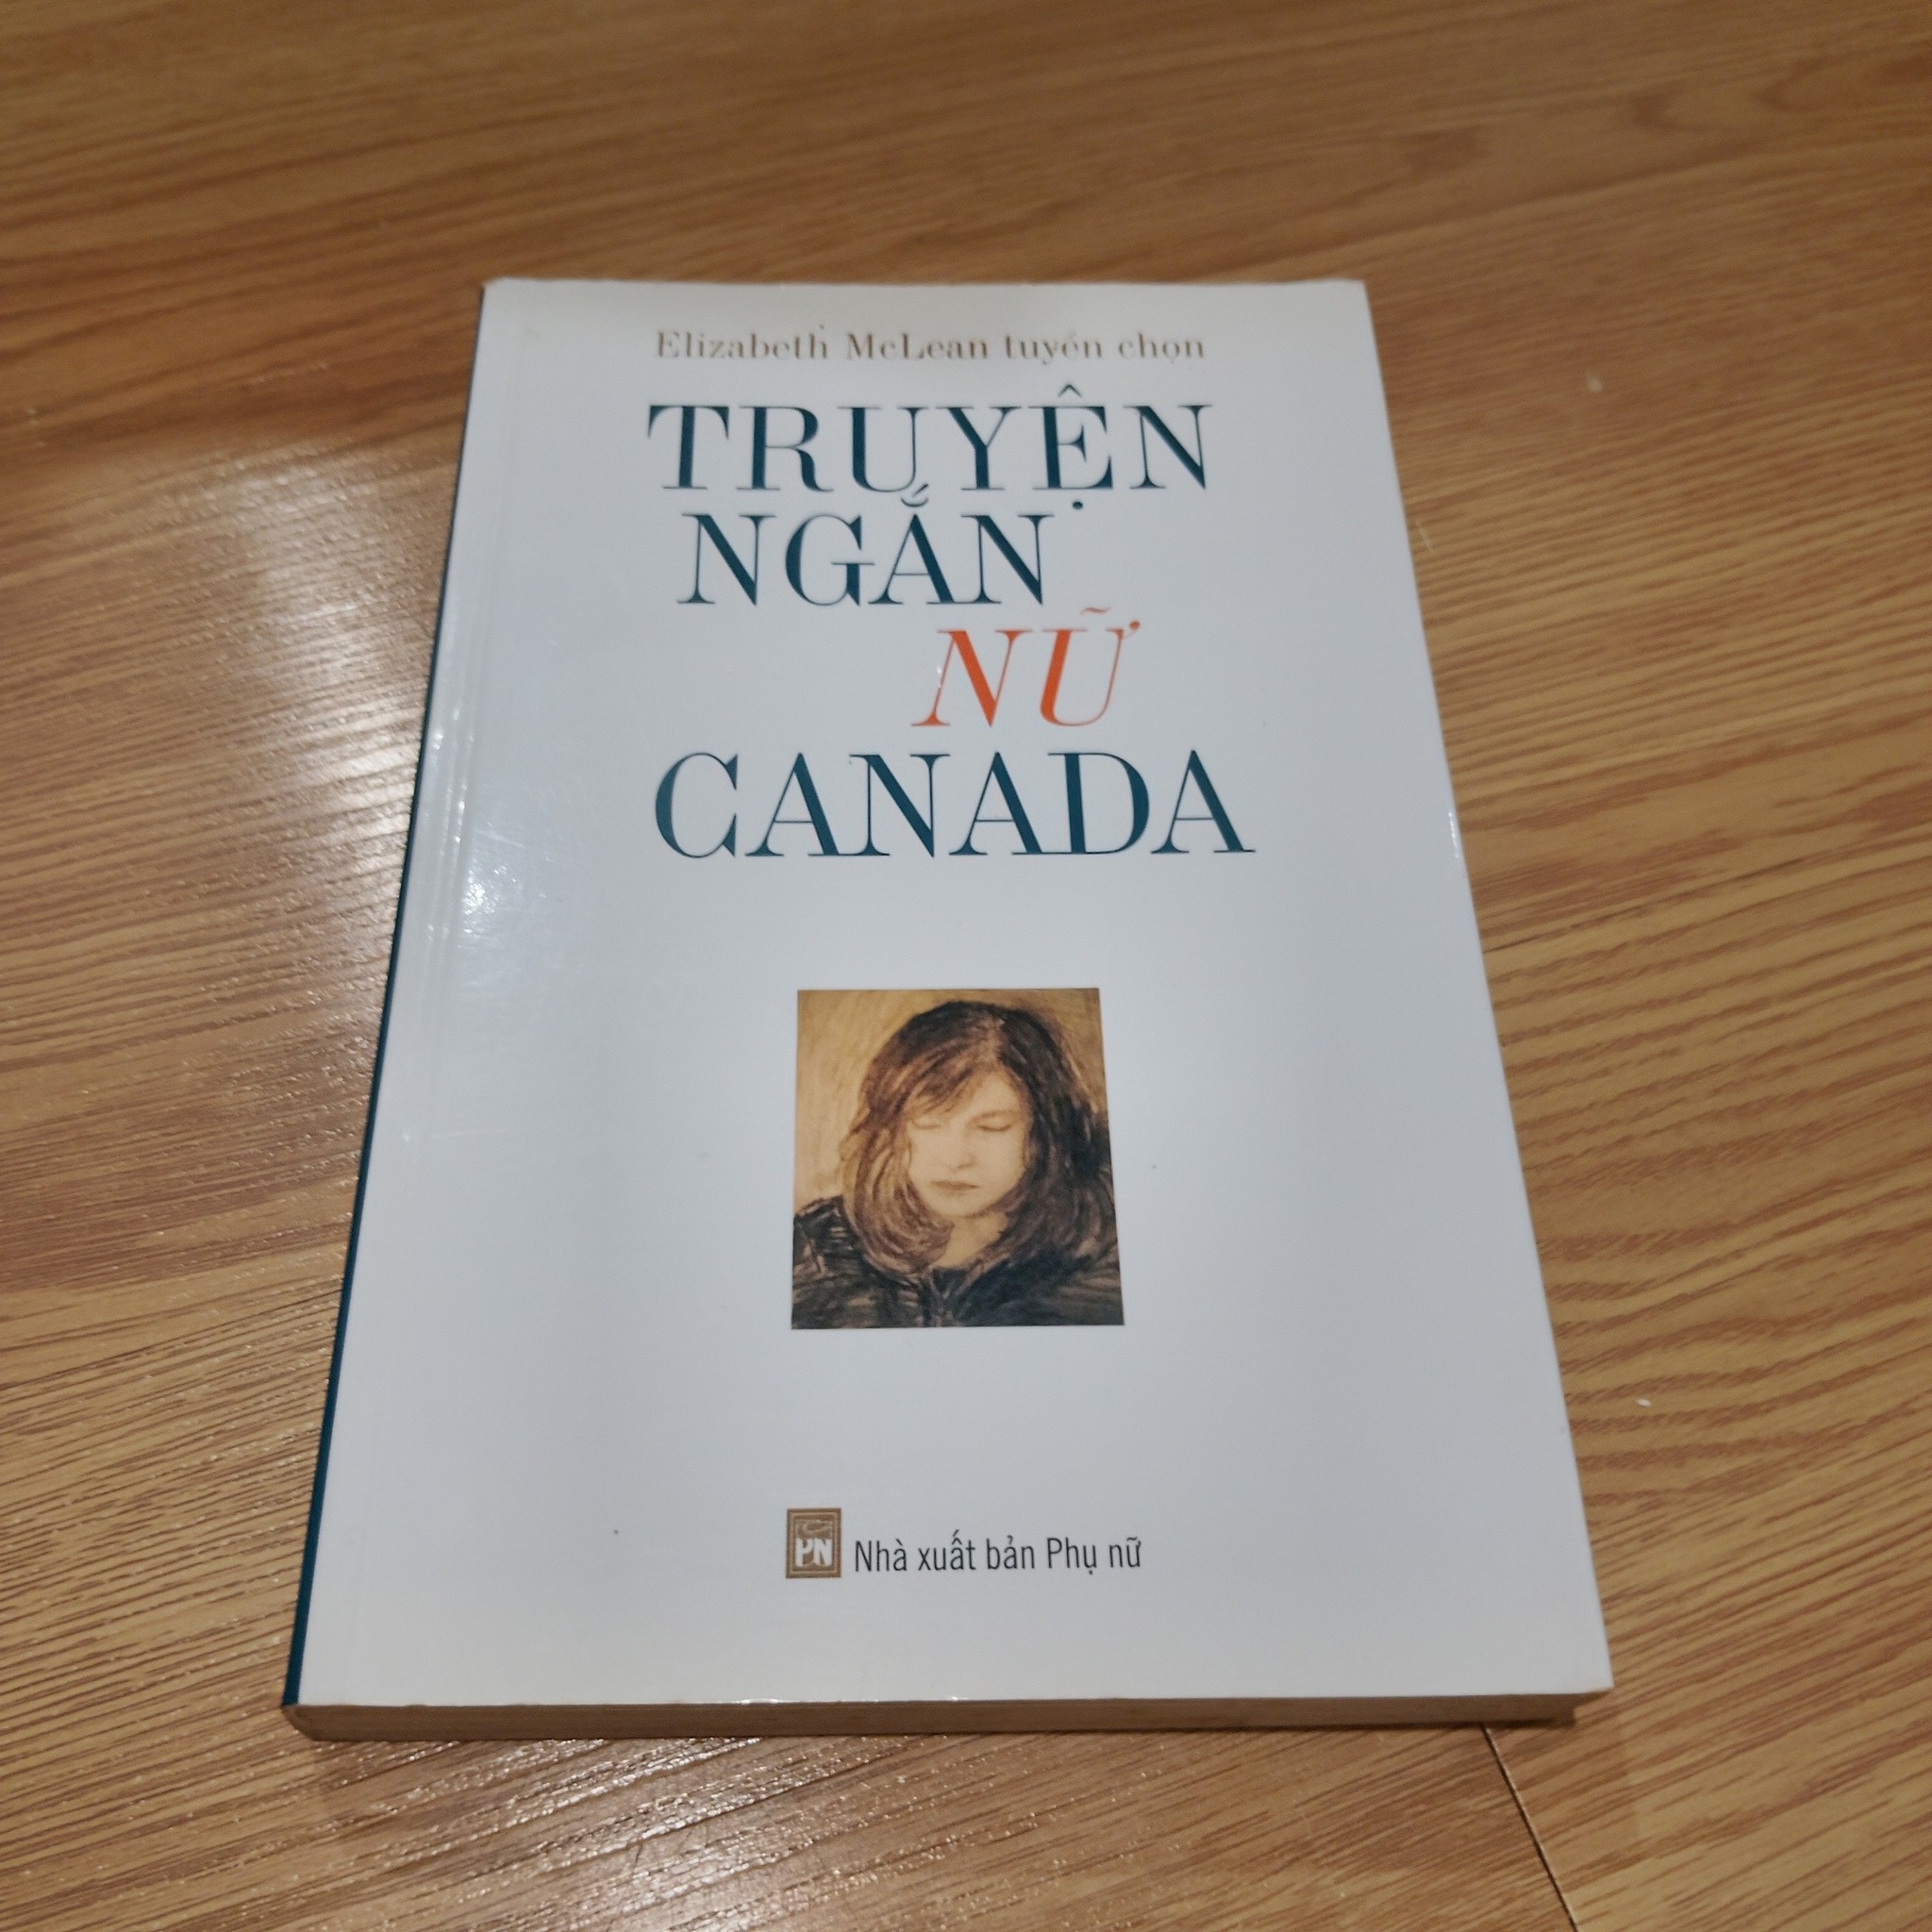 Elizabeth McLean tuyển chọn
TRUYỆN
NGẮN
NỮ
CANADA
PN
Nhà xuất bản Phụ nữ